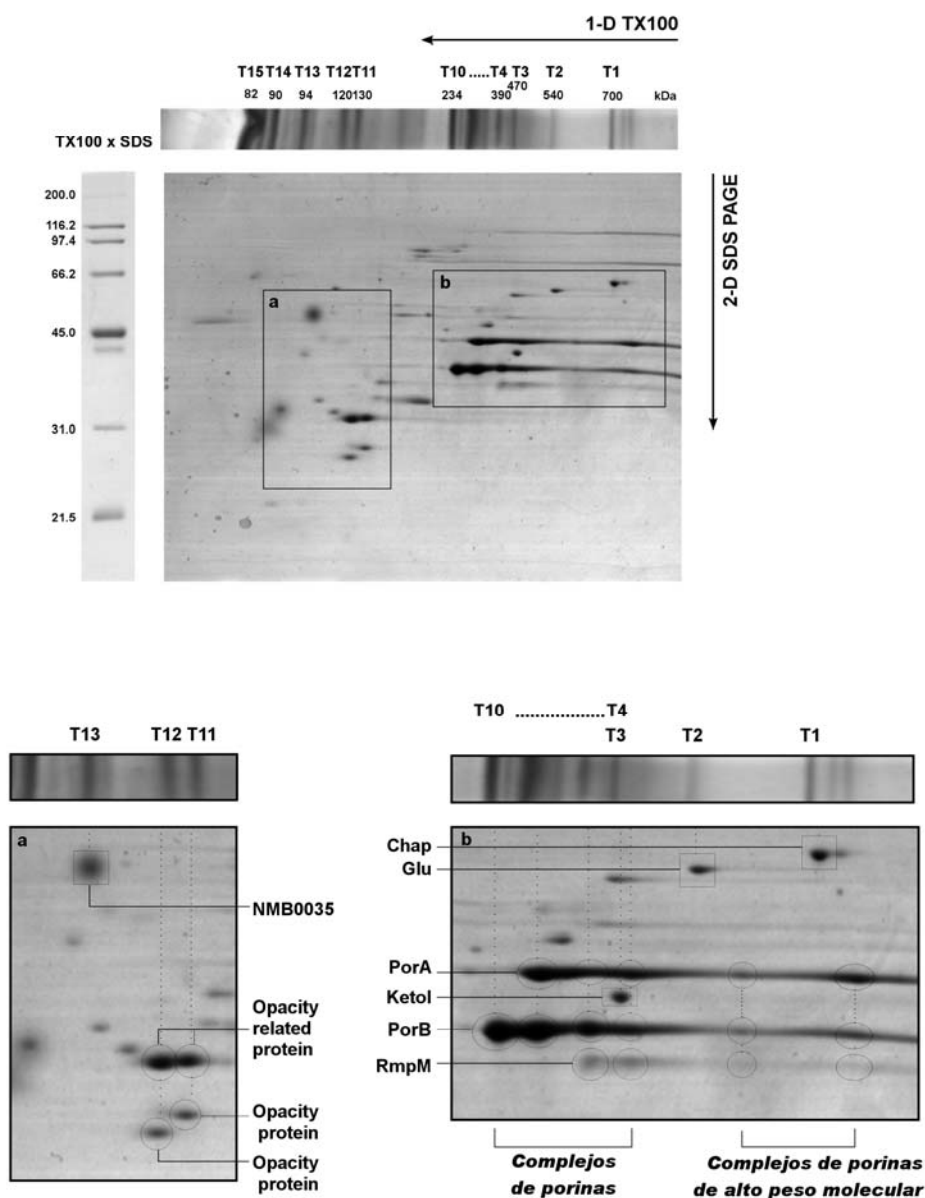 1-D TX100
T15 T14 T13 T12 T11 T10 ..... T4 T3 T2 T1
82 90 94 120 130 234 390 470 540 700 kDa
TX100 x SDS
2-D SDS PAGE
200.0
116.2
97.4
66.2
45.0
31.0
21.5
a
b
T13 T12 T11
a
NMB0035
Opacity
related
protein
Opacity
protein
Opacity
protein
T10 .................. T4
T3 T2 T1
b
Chap
Glu
PorA
Ketol
PorB
RmpM
Complejos
de porinas
Complejos de porinas
de alto peso molecular